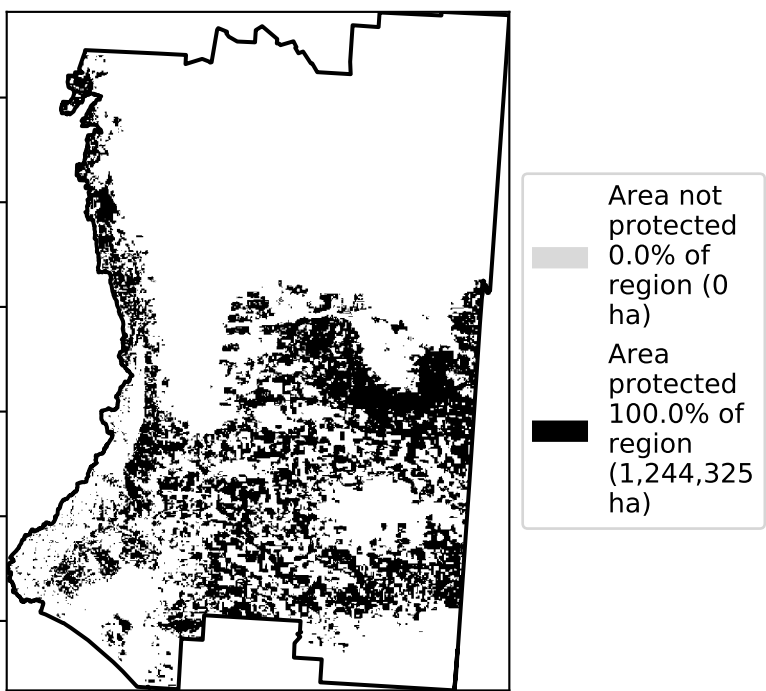 Area not
protected
0.0% of
region (0
ha)
Area
protected
100.0% of
region
(1,244,325
ha)